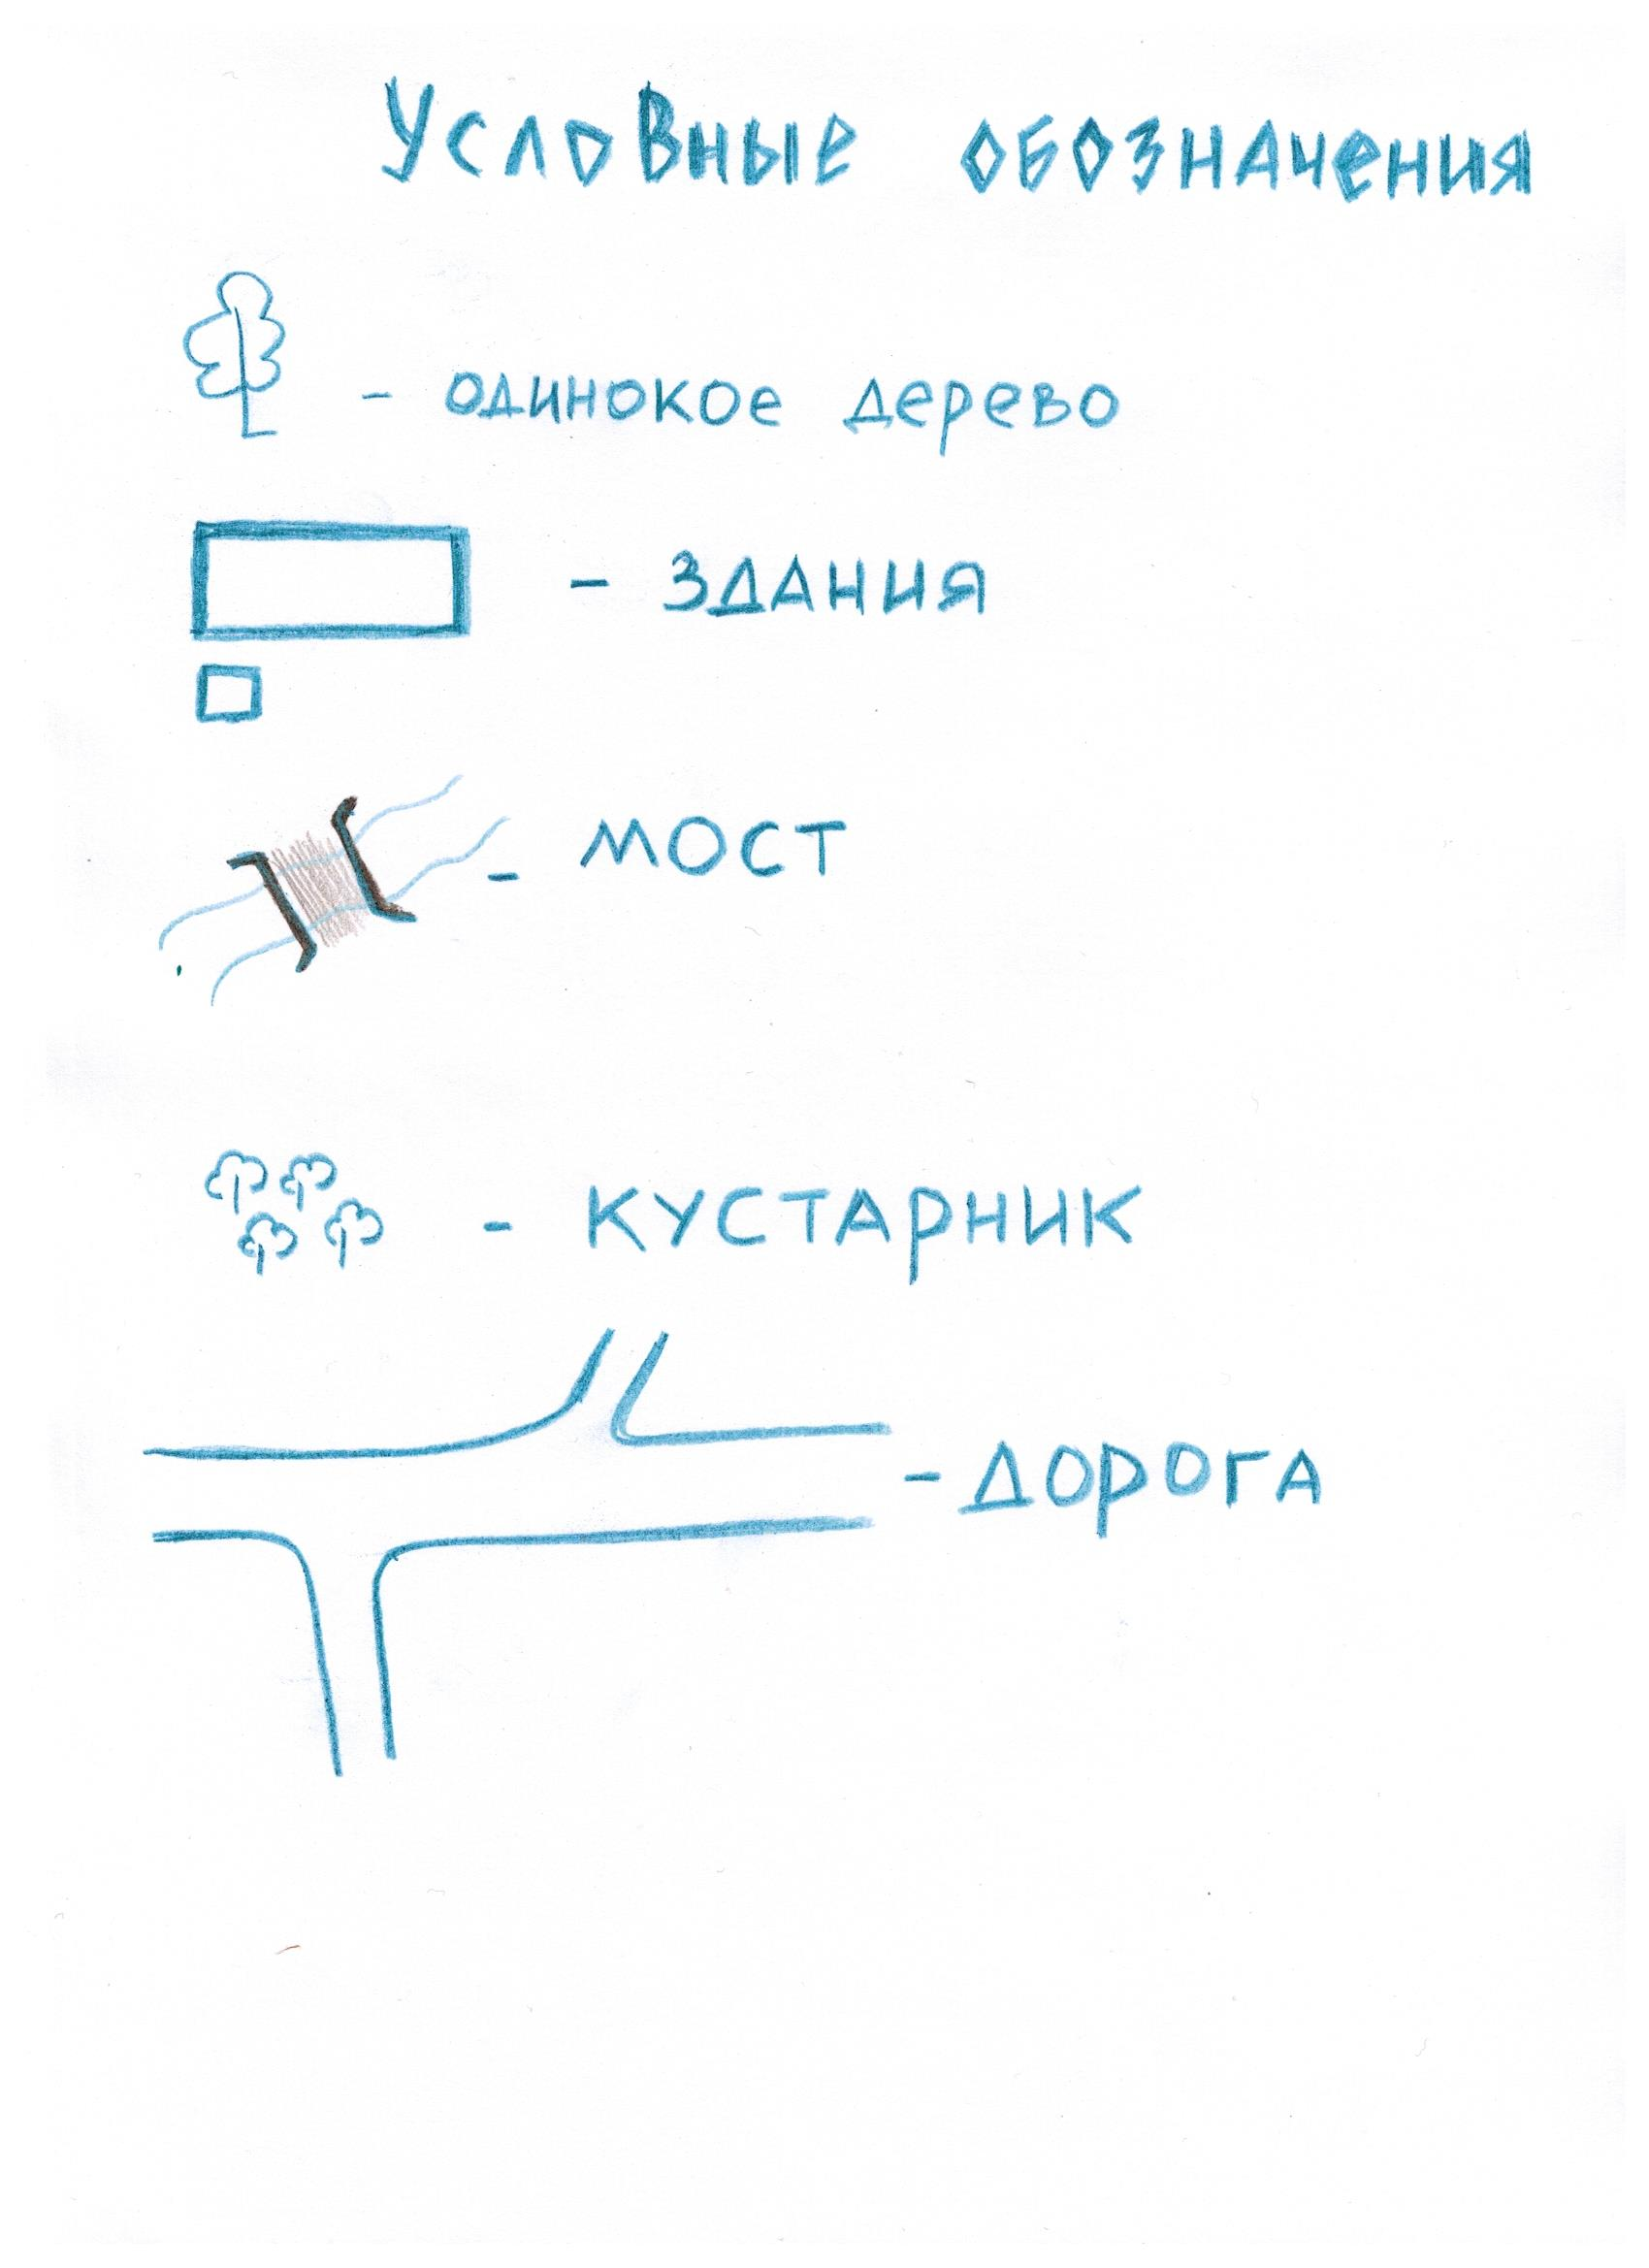 Условные обозначения
- одинокое дерево
- здания
- мост
- кустарник
- дорога